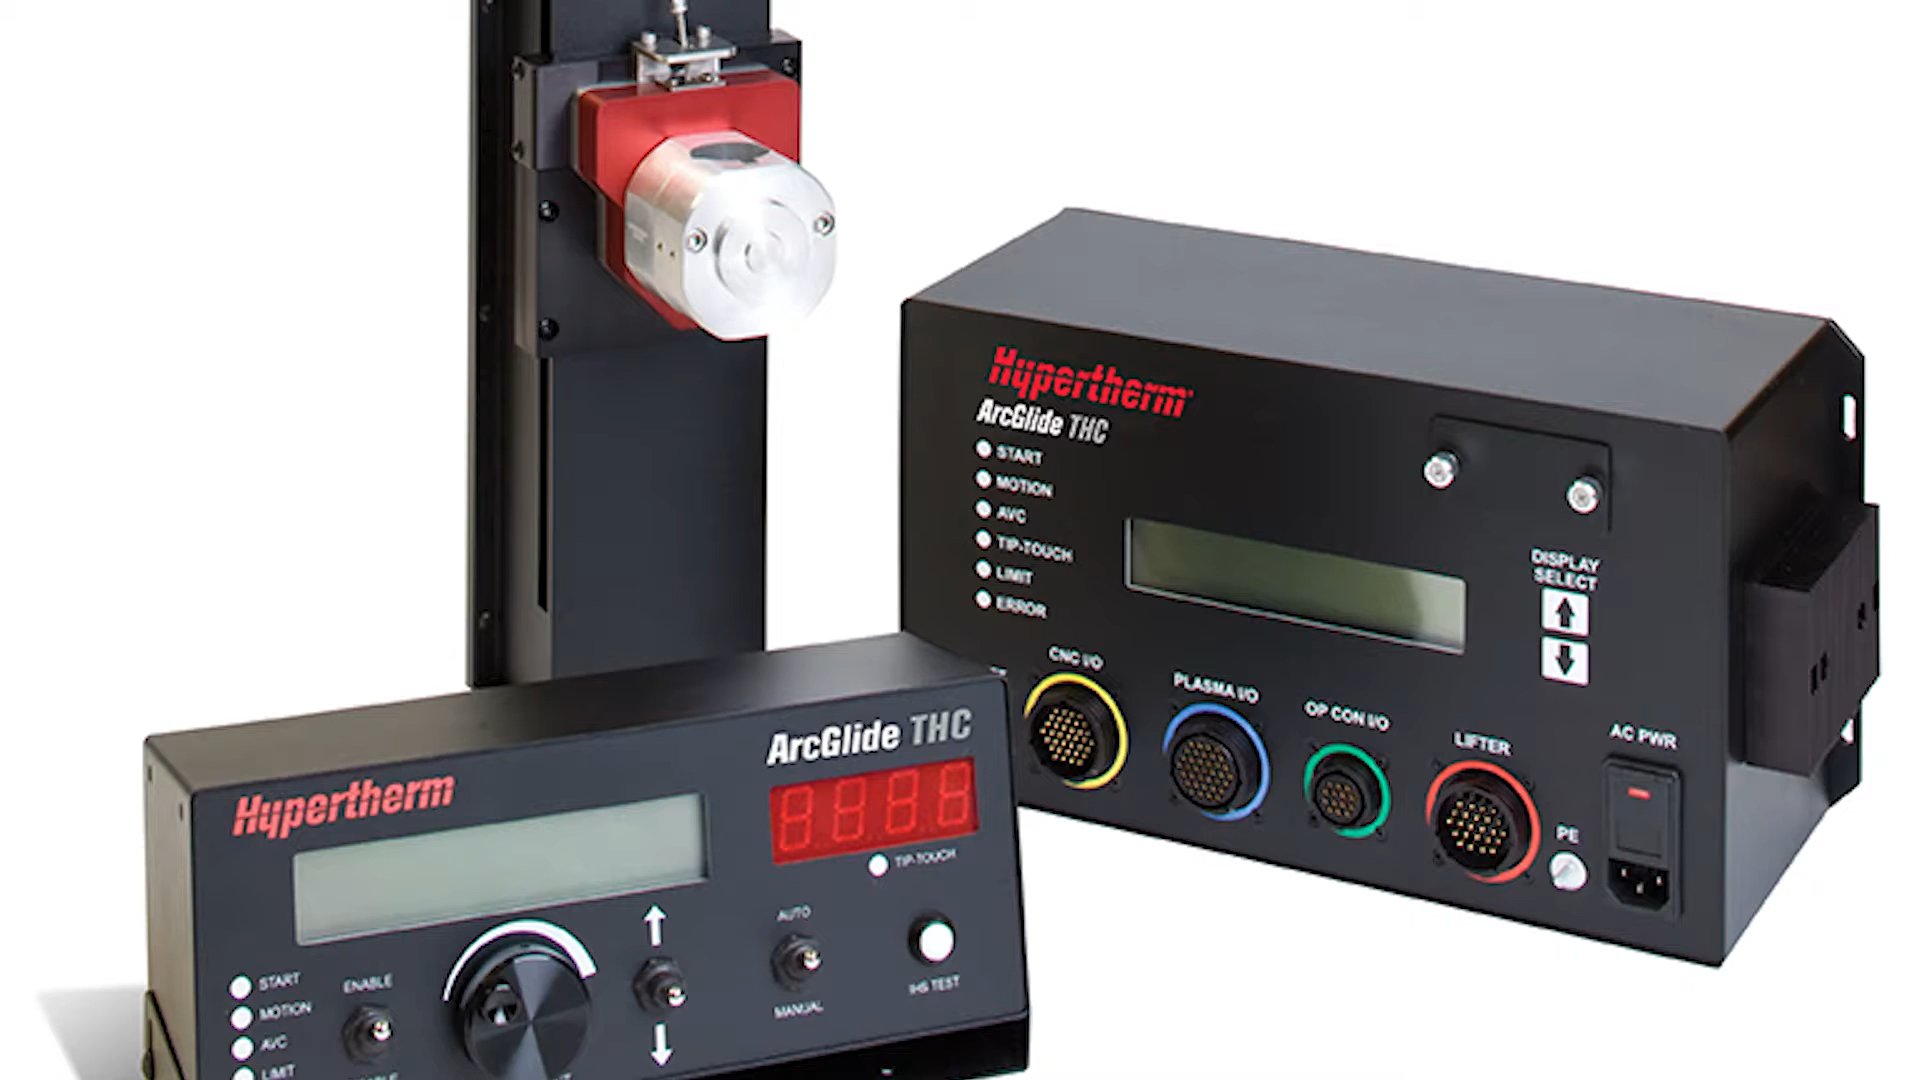 Hypertherm
ArcGlide THC
START
MOTION
AVC
TIP-TOUCH
LIMIT
ERROR
DISPLAY
SELECT
CNC I/O
PLASMA I/O
OP CON I/O
LIFTER
AC PWR
PE
ArcGlide THC
Hypertherm
8888
TIP-TOUCH
START
MOTION
AVC
LIMIT
ENABLE
AUTO
MANUAL
IHS TEST